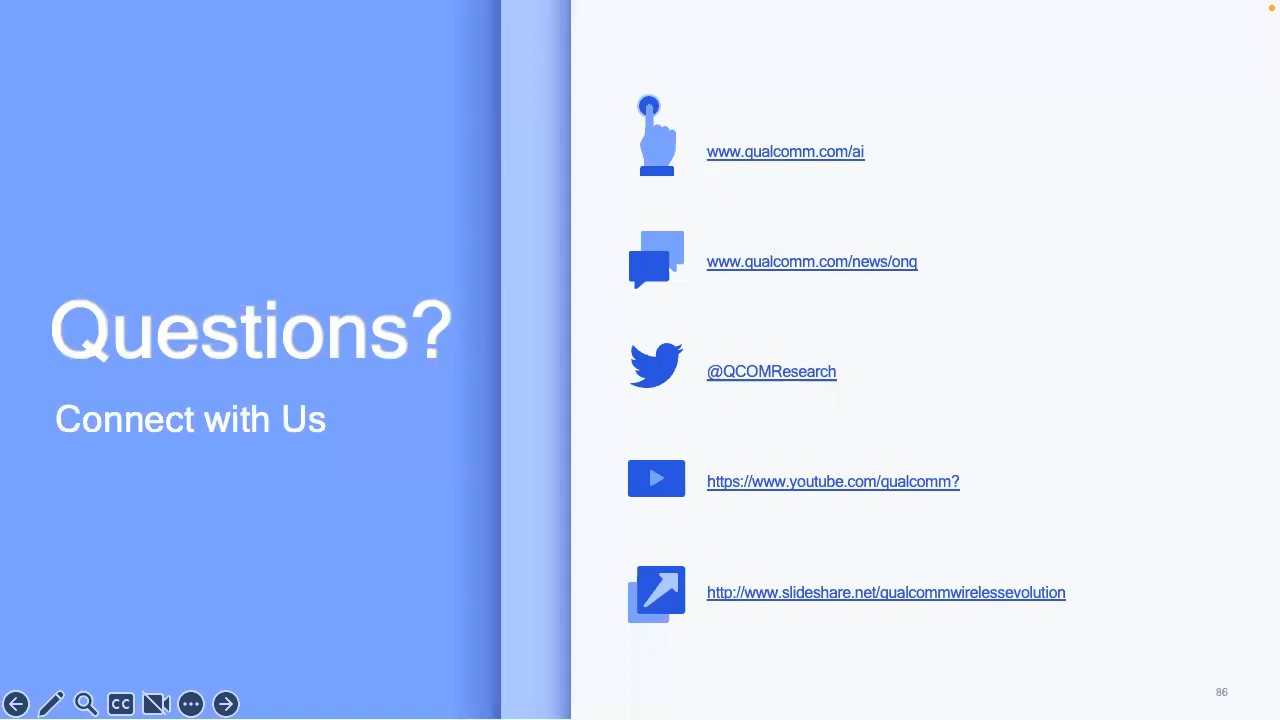 Questions?
Connect with Us
www.qualcomm.com/ai
www.qualcomm.com/news/onq
@QCOMResearch
https://www.youtube.com/qualcomm?
http://www.slideshare.net/qualcommwirelessevolution
CC
86